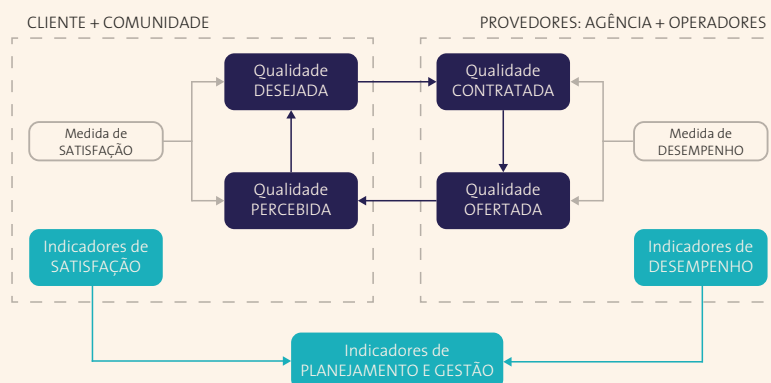 CLIENTE + COMUNIDADE
PROVEDORES: AGÊNCIA + OPERADORES
Qualidade
DESEJADA
Qualidade
CONTRATADA
Medida de
SATISFAÇÃO
Medida de
DESEMPENHO
Qualidade
PERCEBIDA
Qualidade
OFERTADA
Indicadores de
SATISFAÇÃO
Indicadores de
DESEMPENHO
Indicadores de
PLANEJAMENTO E GESTÃO